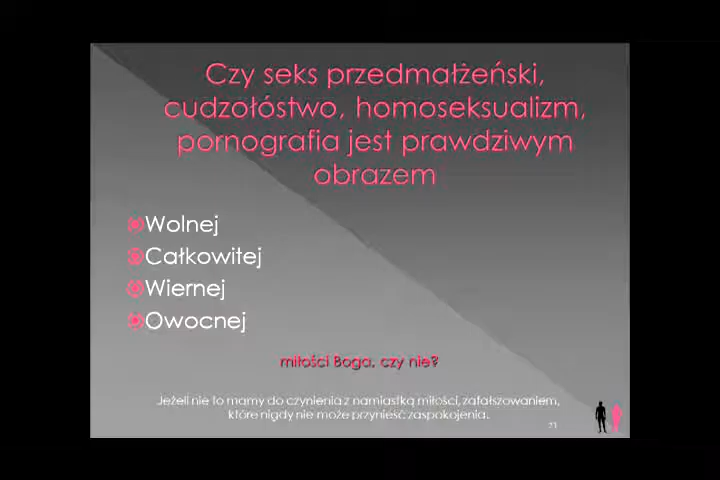 Czy seks przedmałżeński,
cudzołóstwo, homoseksualizm,
pornografia jest prawdziwym
obrazem
Wolnej
Całkowitej
Wiernej
Owocnej
miłości Boga, czy nie?
Jeżeli nie to mamy do czynienia z namiastką miłości, zafałszowaniem,
które nigdy nie może przynieść zaspokojenia.